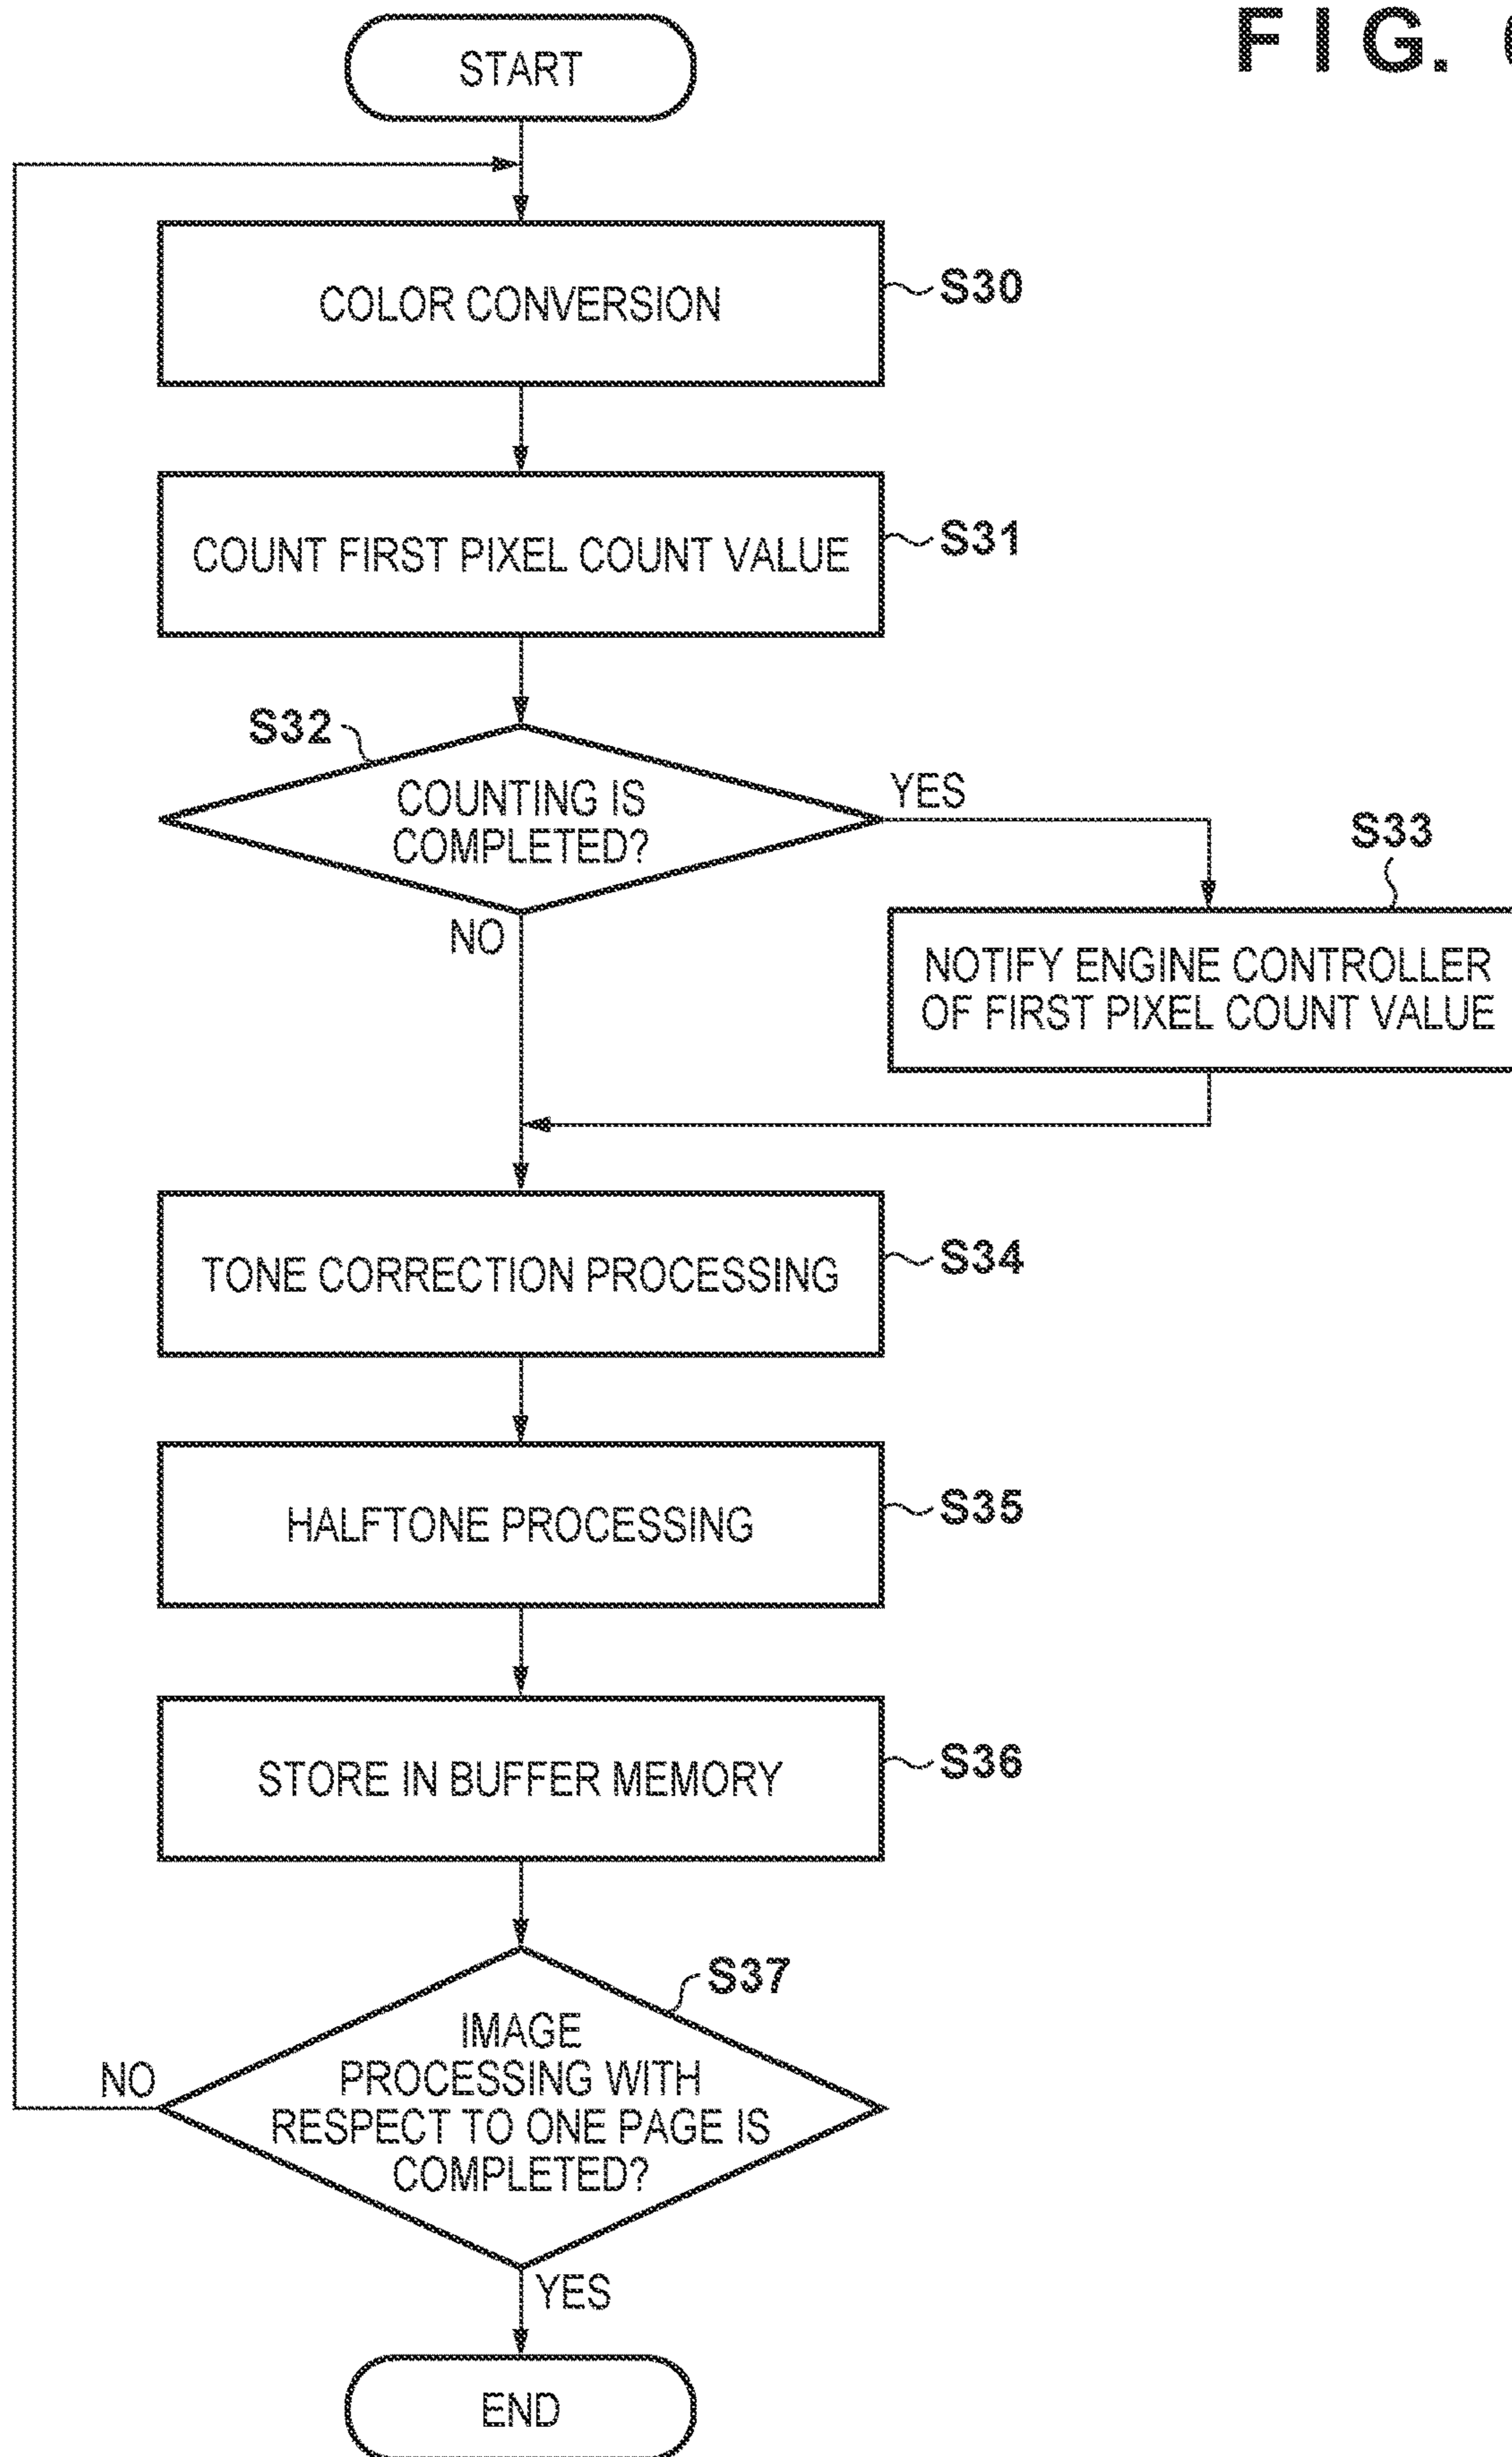 FIG.
START
COLOR CONVERSION
S30
COUNT FIRST PIXEL COUNT VALUE
S31
S32
COUNTING IS
COMPLETED?
YES
NO
S33
NOTIFY ENGINE CONTROLLER
OF FIRST PIXEL COUNT VALUE
TONE CORRECTION PROCESSING
S34
HALFTONE PROCESSING
S35
STORE IN BUFFER MEMORY
S36
S37
IMAGE
PROCESSING WITH
RESPECT TO ONE PAGE IS
COMPLETED?
NO
YES
END